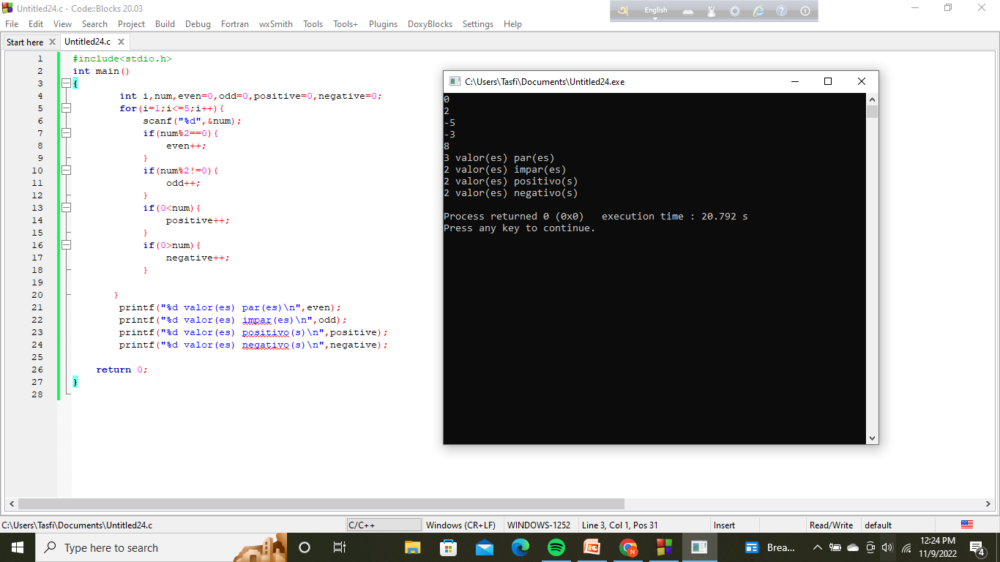 Untitled24.c - Code::Blocks 20.03
English
File Edit View Search Project Build Debug Fortran wxSmith Tools Tools+ Plugins DoxyBlocks Settings Help
Start here Untitled24.c
1 #include<stdio.h>
2 int main()
3 {
4 int i,num,even=0,odd=0,positive=0,negative=0;
5 for(i=1;i<=5;i++){
6 scanf("%d",&num);
7 if(num%2==0){
8 even++;
9 }
10 if(num%2!=0){
11 odd++;
12 }
13 if(0<num){
14 positive++;
15 }
16 if(0>num){
17 negative++;
18 }
19
20 }
21 printf("%d valor(es) par(es)\n",even);
22 printf("%d valor(es) impar(es)\n",odd);
23 printf("%d valor(es) positivo(s)\n",positive);
24 printf("%d valor(es) negativo(s)\n",negative);
25
26 return 0;
27 }
28
C:\Users\Tasfi\Documents\Untitled24.exe
0
2
-5
-3
8
3 valor(es) par(es)
2 valor(es) impar(es)
2 valor(es) positivo(s)
2 valor(es) negativo(s)
Process returned 0 (0x0) execution time : 20.792 s
Press any key to continue.
C:\Users\Tasfi\Documents\Untitled24.c C/C++ Windows (CR+LF) WINDOWS-1252 Line 3, Col 1, Pos 31 Insert Read/Write default
Type here to search
N
Brea...
12:24 PM
11/9/2022
4